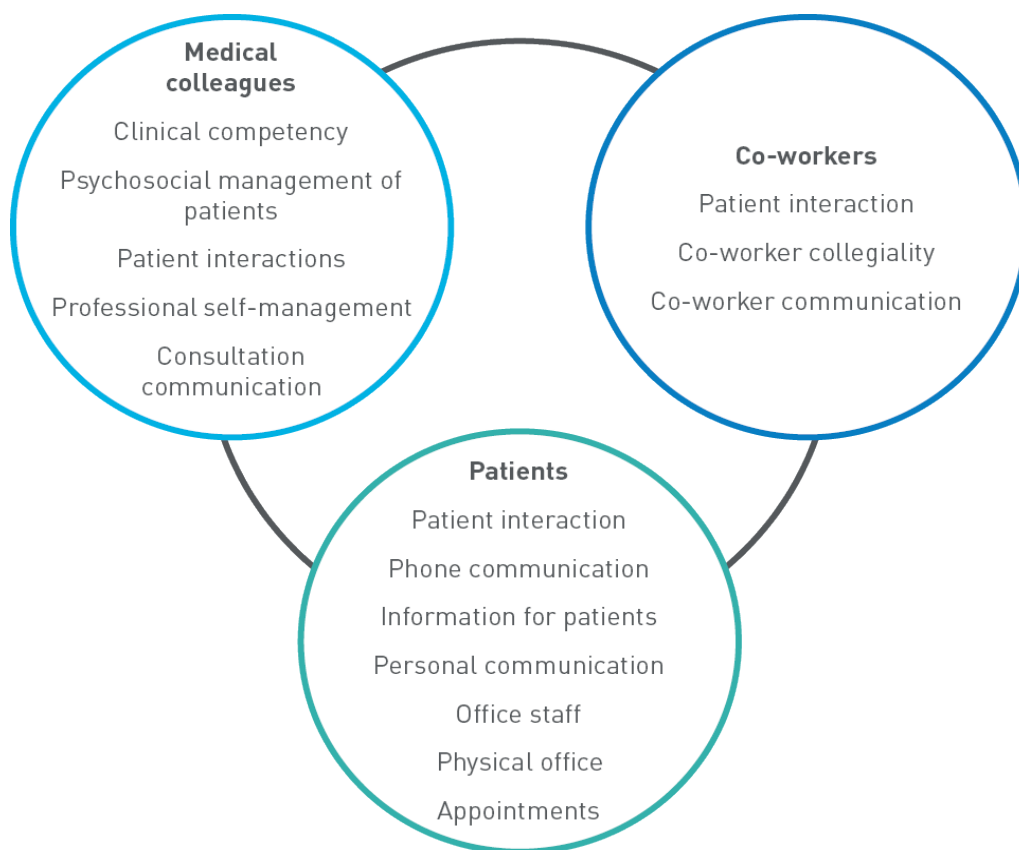 Medical
colleagues
Clinical competency
Psychosocial management of
patients
Patient interactions
Professional self-management
Consultation
communication
Co-workers
Patient interaction
Co-worker collegiality
Co-worker communication
Patients
Patient interaction
Phone communication
Information for patients
Personal communication
Office staff
Physical office
Appointments